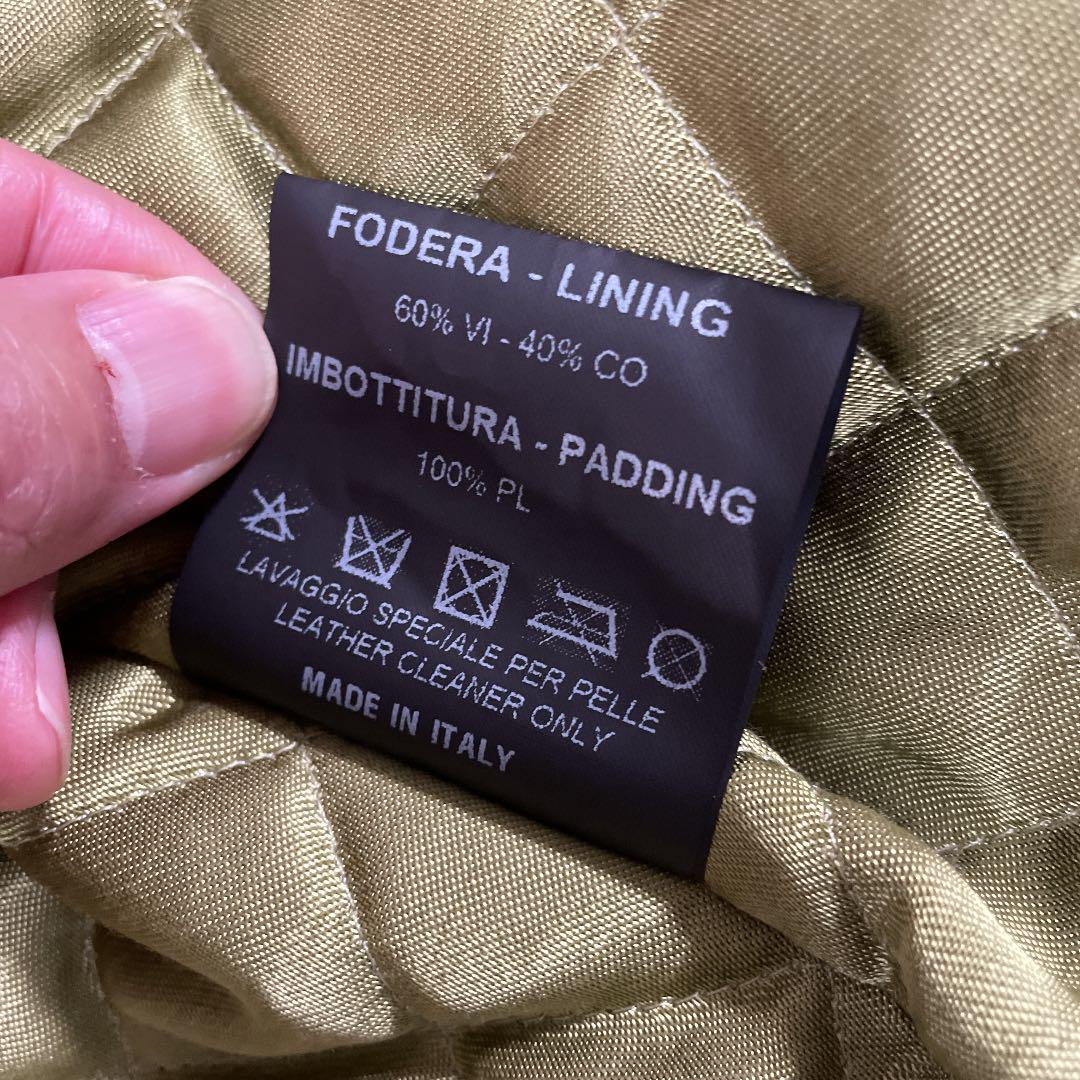 FODERA - LINING
60% VI - 40% CO
IMBOTTITURA - PADDING
100% PL
LAVAGGIO SPECIALE PER PELLE
LEATHER CLEANER ONLY
MADE IN ITALY